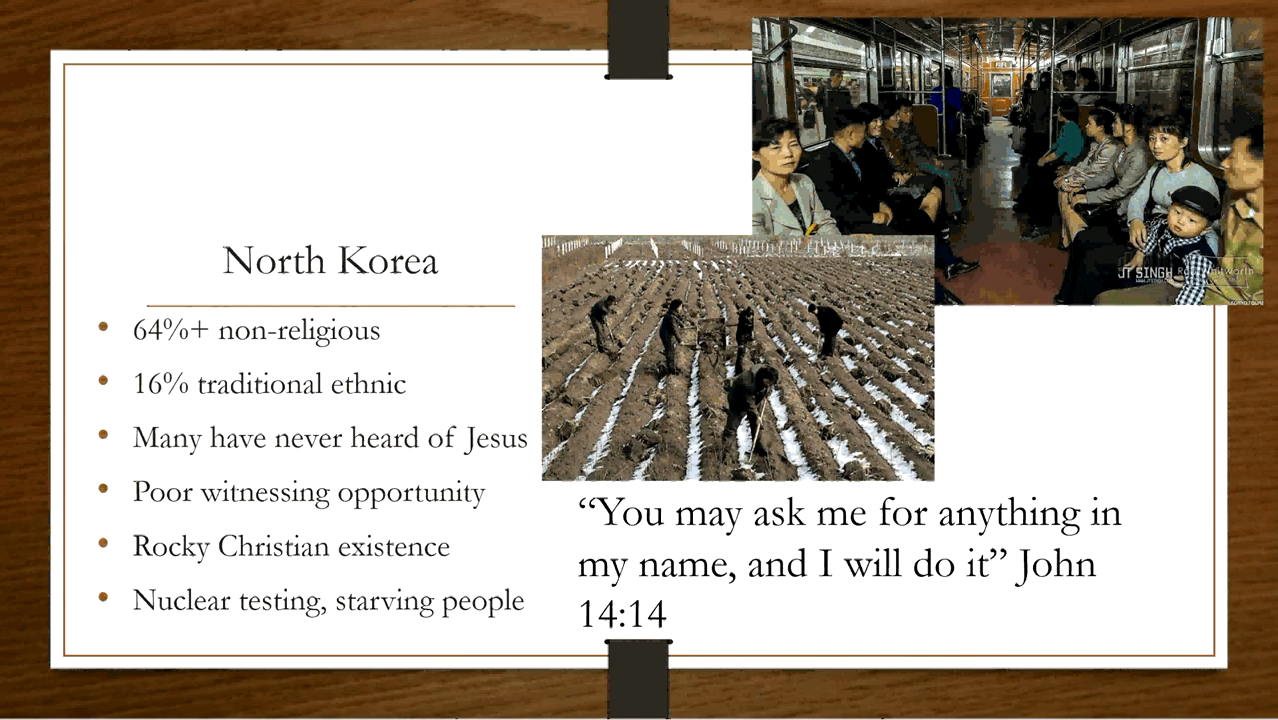 North Korea
64%+ non-religious
16% traditional ethnic
Many have never heard of Jesus
Poor witnessing opportunity
Rocky Christian existence
Nuclear testing, starving people
“You may ask me for anything in
my name, and I will do it” John
14:14
JT SINGH